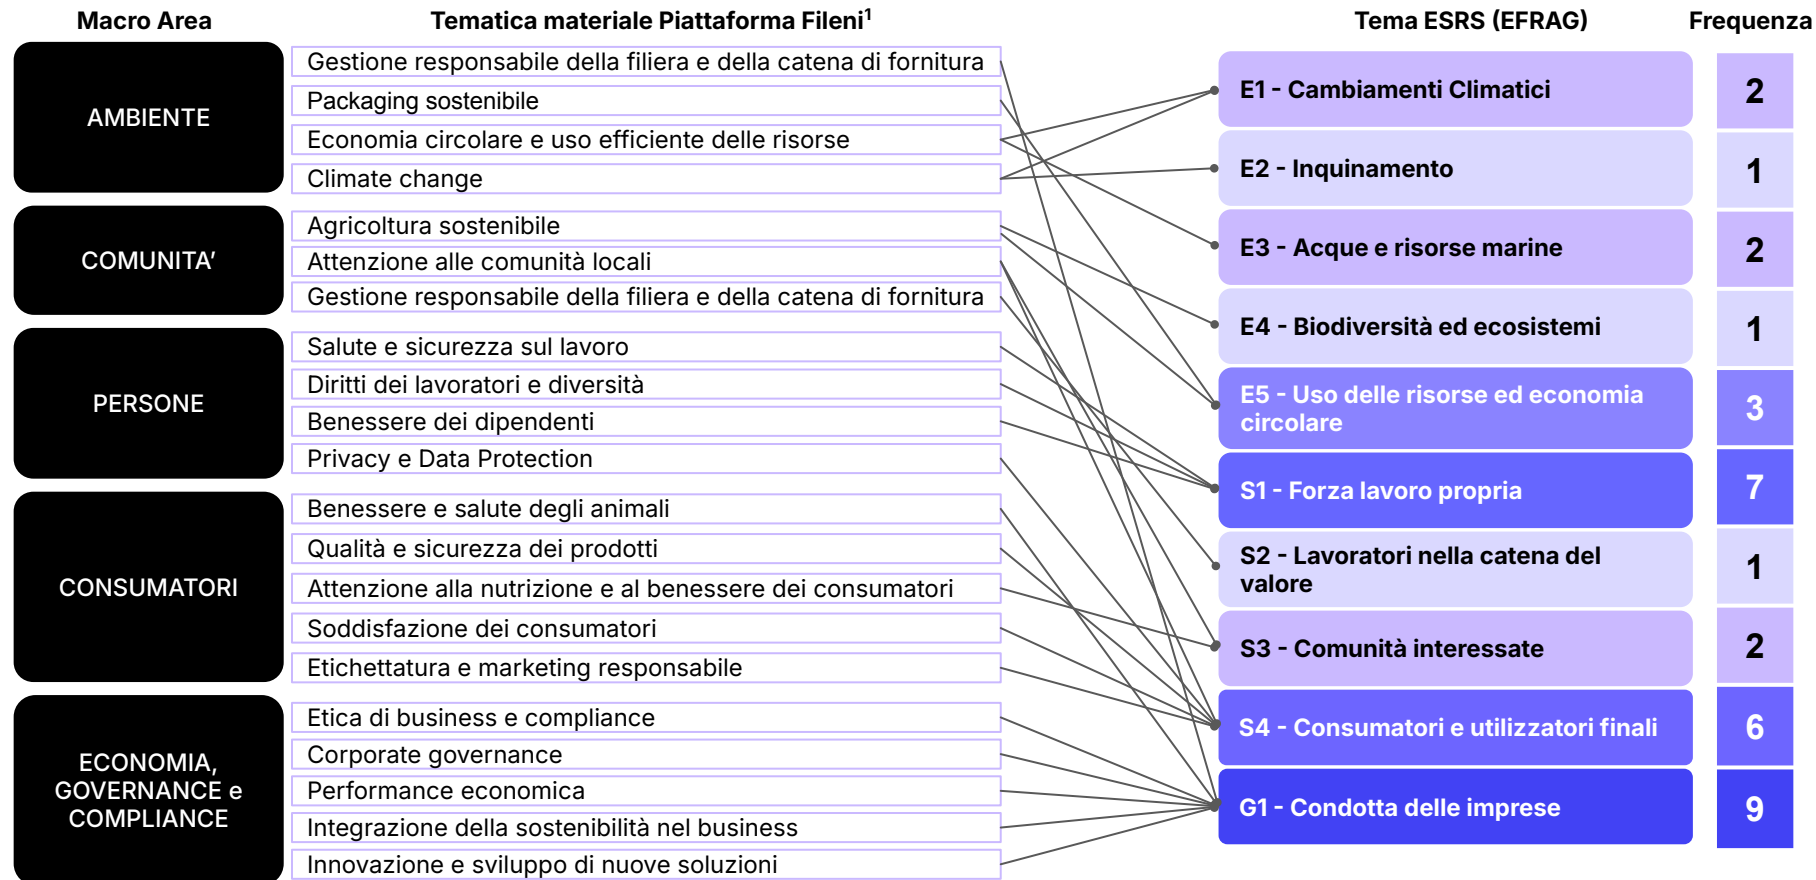 Macro Area
Tematica materiale Piattaforma Fileni¹
Tema ESRS (EFRAG)
Frequenza
AMBIENTE
Gestione responsabile della filiera e della catena di fornitura
Packaging sostenibile
Economia circolare e uso efficiente delle risorse
Climate change
COMUNITA’
Agricoltura sostenibile
Attenzione alle comunità locali
Gestione responsabile della filiera e della catena di fornitura
PERSONE
Salute e sicurezza sul lavoro
Diritti dei lavoratori e diversità
Benessere dei dipendenti
Privacy e Data Protection
CONSUMATORI
Benessere e salute degli animali
Qualità e sicurezza dei prodotti
Attenzione alla nutrizione e al benessere dei consumatori
Soddisfazione dei consumatori
Etichettatura e marketing responsabile
ECONOMIA,
GOVERNANCE e
COMPLIANCE
Etica di business e compliance
Corporate governance
Performance economica
Integrazione della sostenibilità nel business
Innovazione e sviluppo di nuove soluzioni
E1 - Cambiamenti Climatici
2
E2 - Inquinamento
1
E3 - Acque e risorse marine
2
E4 - Biodiversità ed ecosistemi
1
E5 - Uso delle risorse ed economia
circolare
3
S1 - Forza lavoro propria
7
S2 - Lavoratori nella catena del
valore
1
S3 - Comunità interessate
2
S4 - Consumatori e utilizzatori finali
6
G1 - Condotta delle imprese
9